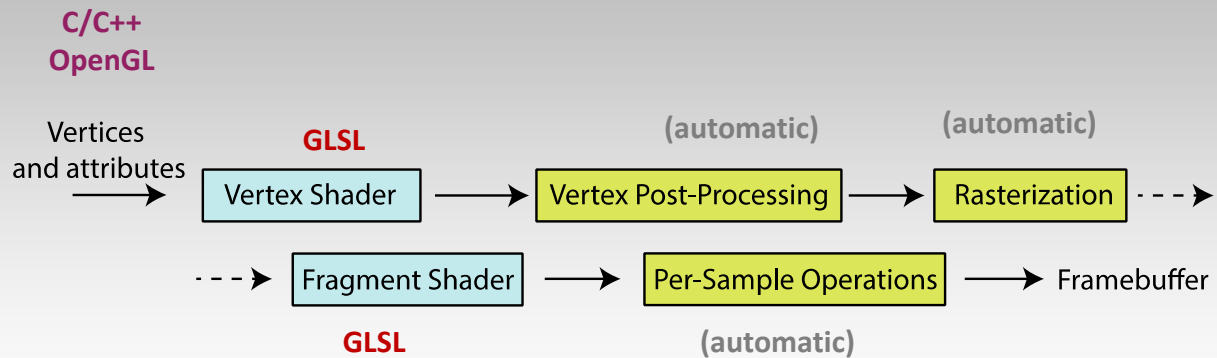 C/C++
OpenGL
Vertices
and attributes
GLSL
(automatic)
(automatic)
Vertex Shader
Vertex Post-Processing
Rasterization
Fragment Shader
Per-Sample Operations
Framebuffer
GLSL
(automatic)